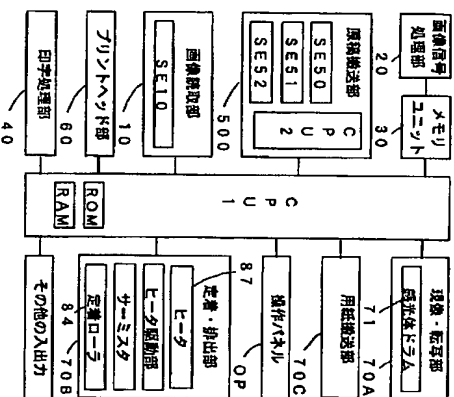 画像信号
処理部
20
メモリ
ユニット
30
原稿搬送部
SE50
SE51
SE52
CPU
2
500
画像読取部
SE10
10
プリントヘッド部
60
印字処理部
40
CPU
1
ROM
RAM
現像・転写部
感光体ドラム
71
70A
用紙搬送部
70C
操作パネル
OP
定着・排出部
ヒータ
ヒータ駆動部
サーミスタ
定着ローラ
87
84
70B
その他の入出力